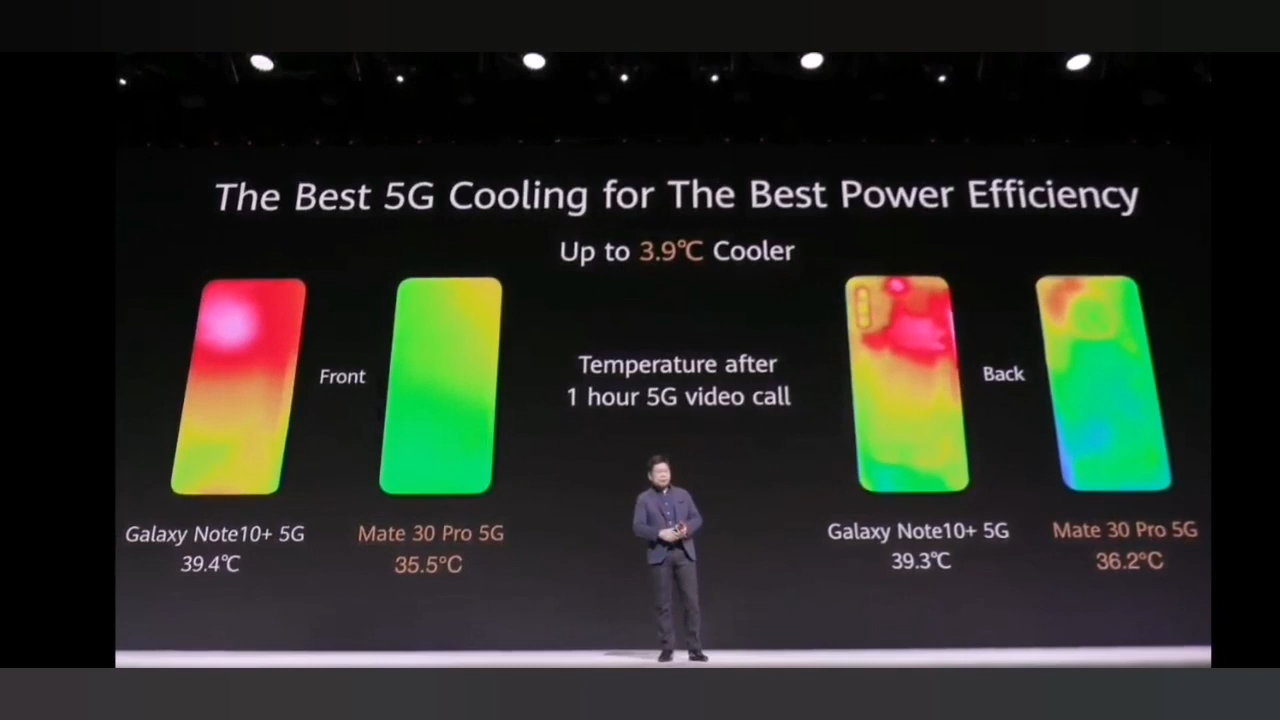 The Best 5G Cooling for The Best Power Efficiency
Up to 3.9℃ Cooler
Front
Temperature after
1 hour 5G video call
Back
Galaxy Note10+ 5G
39.4℃
Mate 30 Pro 5G
35.5°C
Galaxy Note10+ 5G
39.3℃
Mate 30 Pro 5G
36.2°C